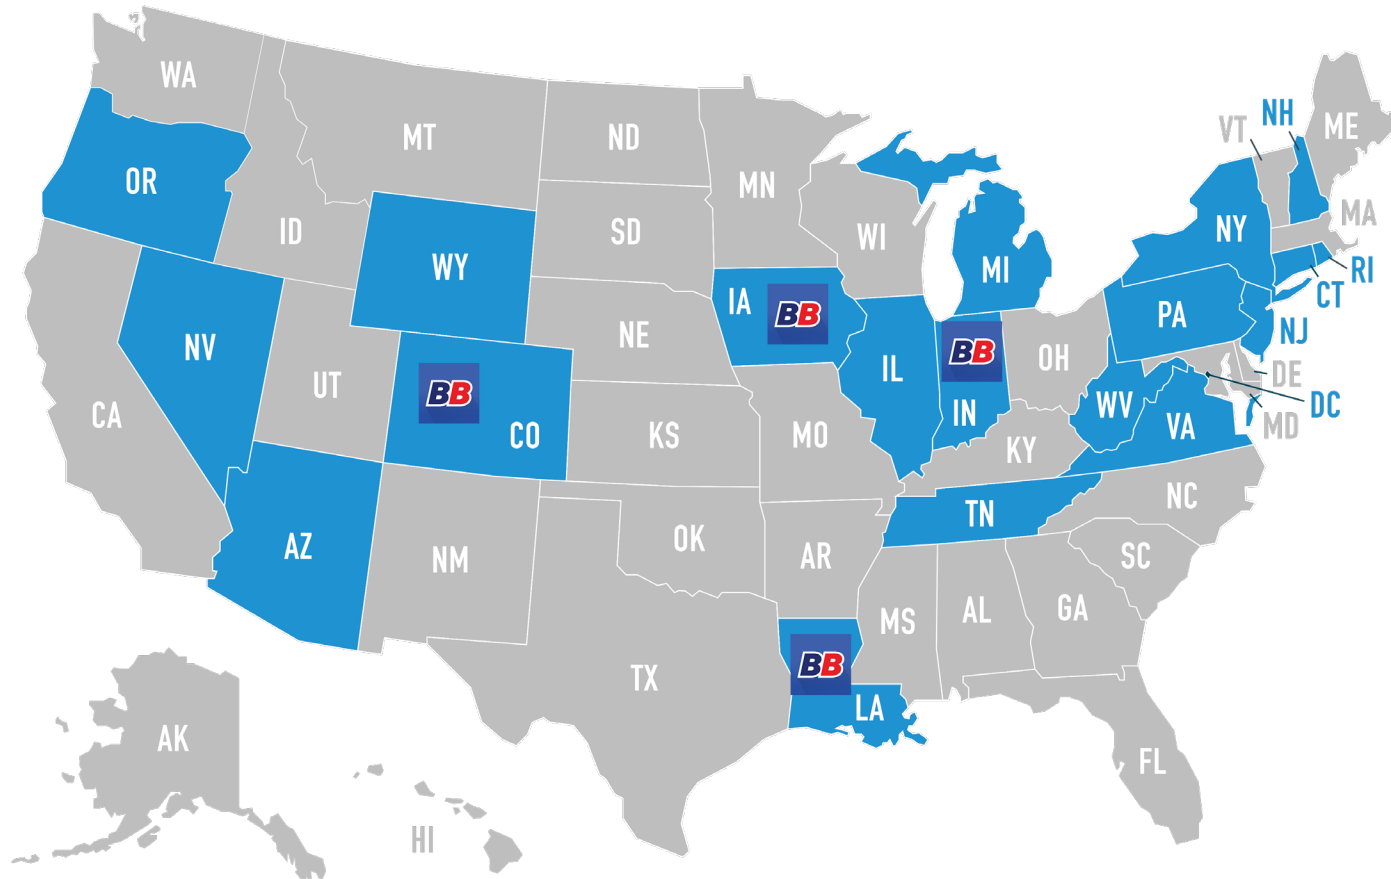 WA
MT
ND
MN
VT
NH
ME
OR
ID
SD
WI
MA
NY
WY
MI
RI
CT
IA
BB
PA
NJ
NV
NE
BB
IL
OH
DE
UT
BB
DC
CA
CO
KS
MO
IN
WV
VA
MD
KY
AZ
NM
OK
AR
TN
NC
SC
MS
AL
GA
TX
BB
LA
AK
FL
HI